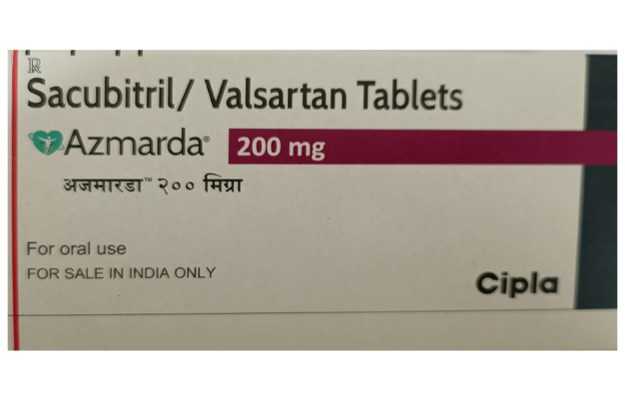 Rx
Sacubitril/ Valsartan Tablets
Azmarda® 200 mg
अजमारडा™ २०० मिग्रा
For oral use
FOR SALE IN INDIA ONLY
Cipla